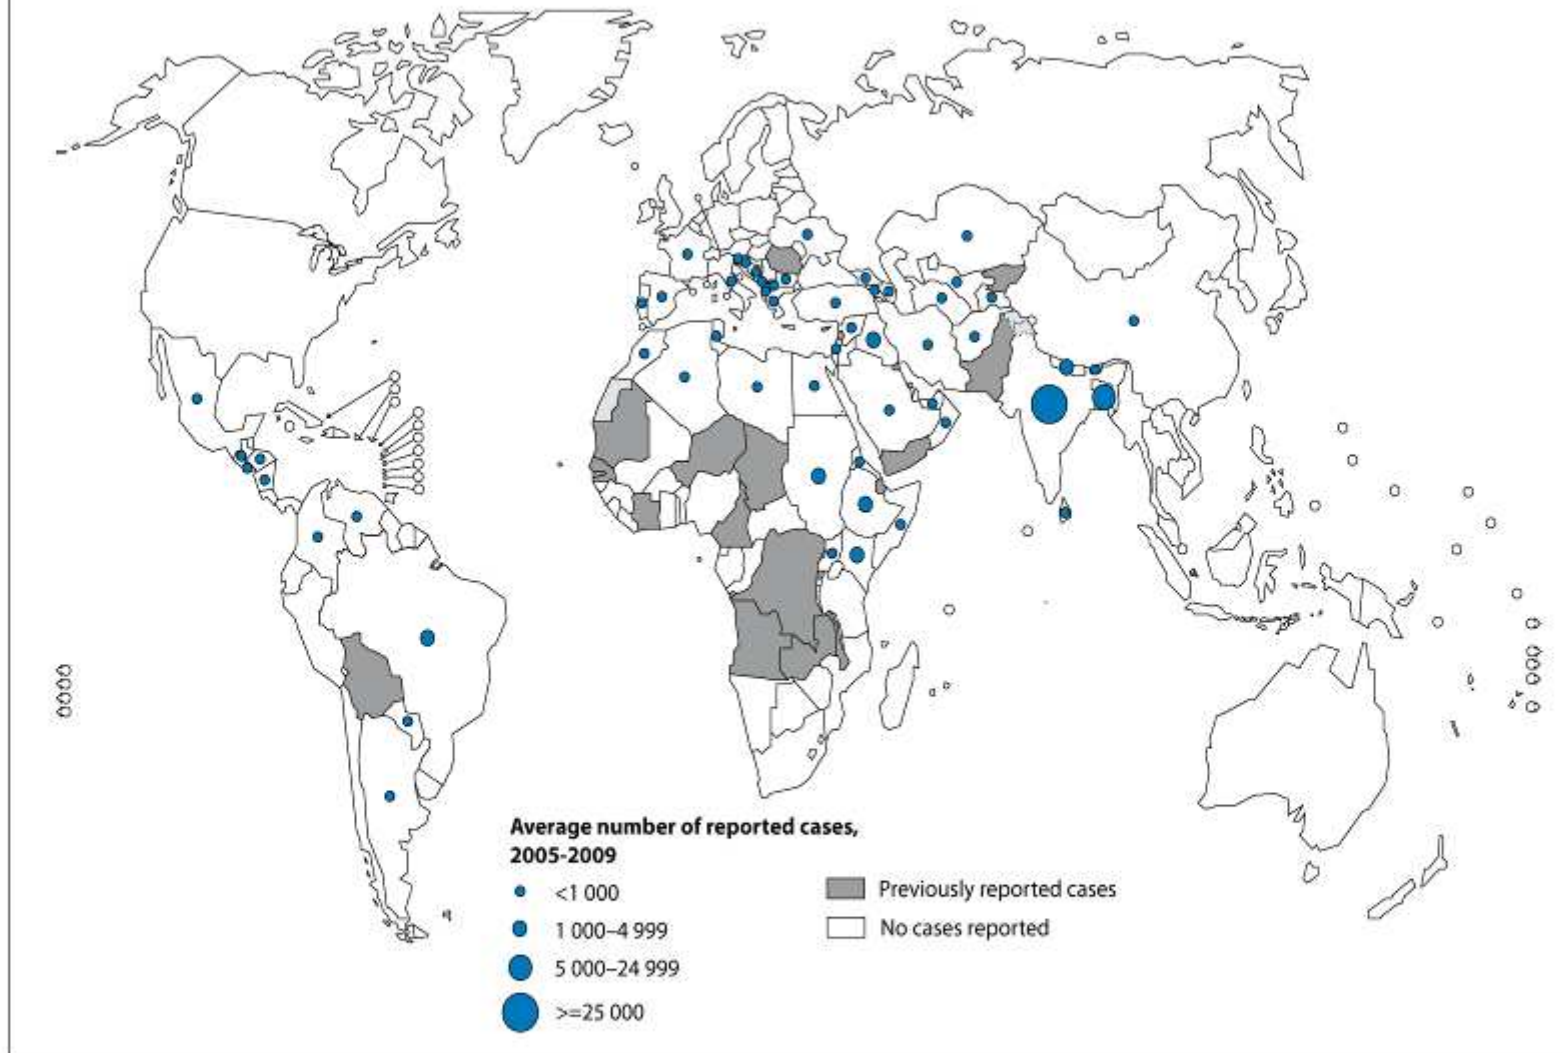 Average number of reported cases,
2005-2009
<1 000
1 000–4 999
5 000–24 999
>=25 000
Previously reported cases
No cases reported